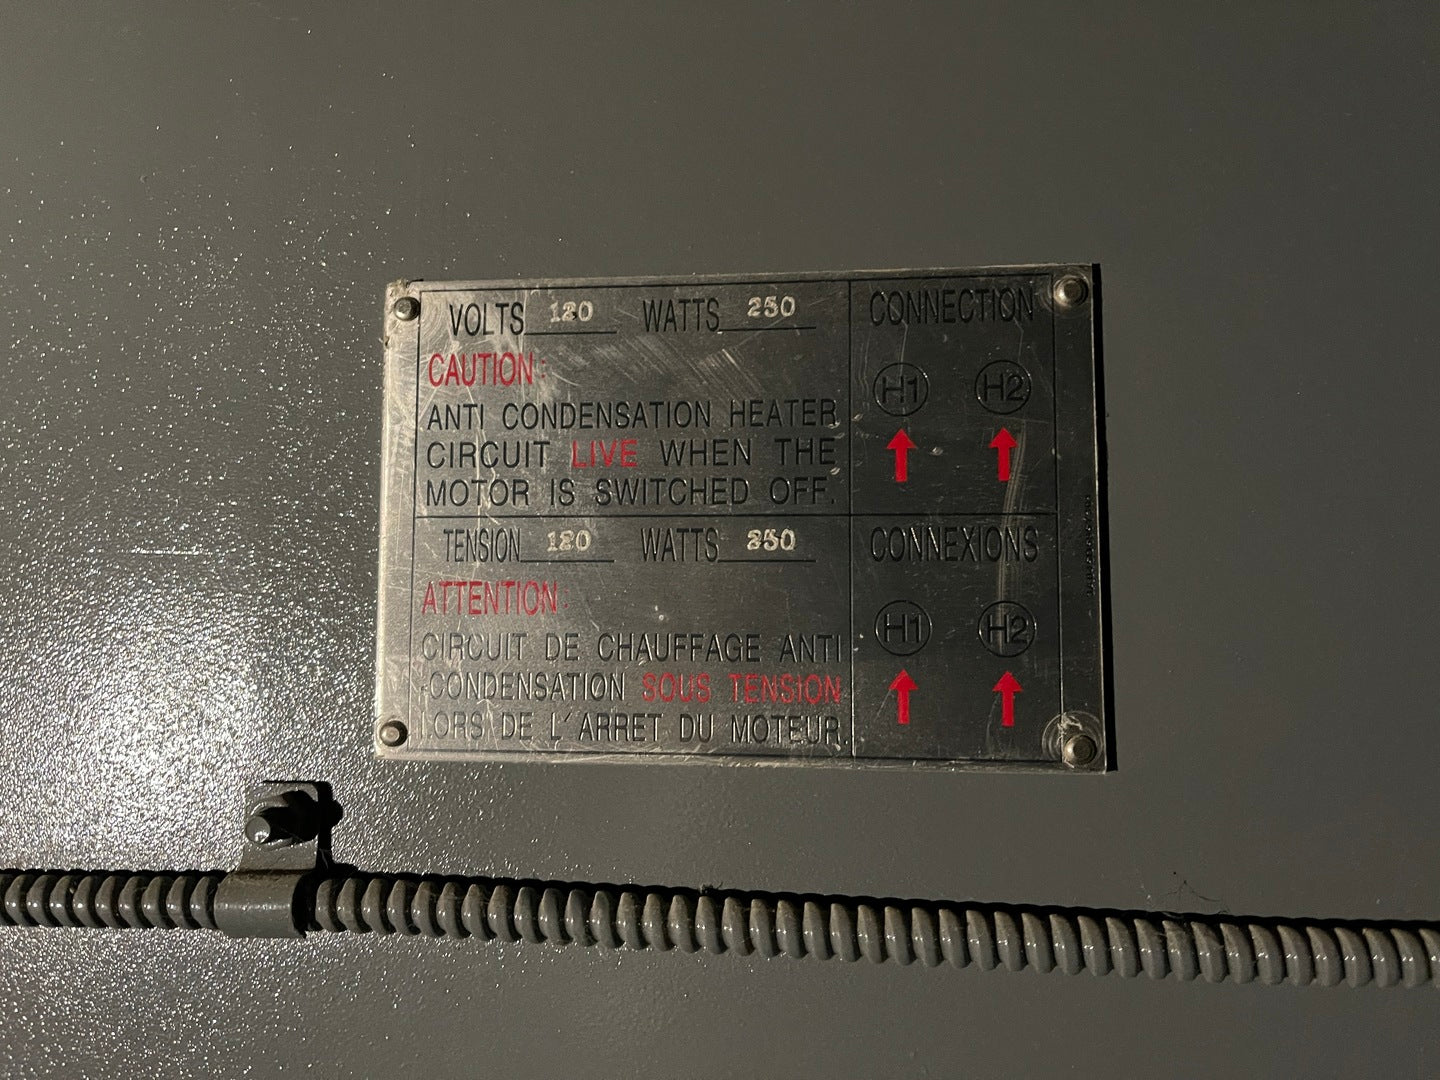 VOLTS 120 WATTS 250
CAUTION:
ANTI CONDENSATION HEATER
CIRCUIT LIVE WHEN THE
MOTOR IS SWITCHED OFF.
CONNECTION
H1 H2
TENSION 120 WATTS 250
ATTENTION:
CIRCUIT DE CHAUFFAGE ANTI
-CONDENSATION SOUS TENSION
LORS DE L'ARRET DU MOTEUR.
CONNEXIONS
H1 H2